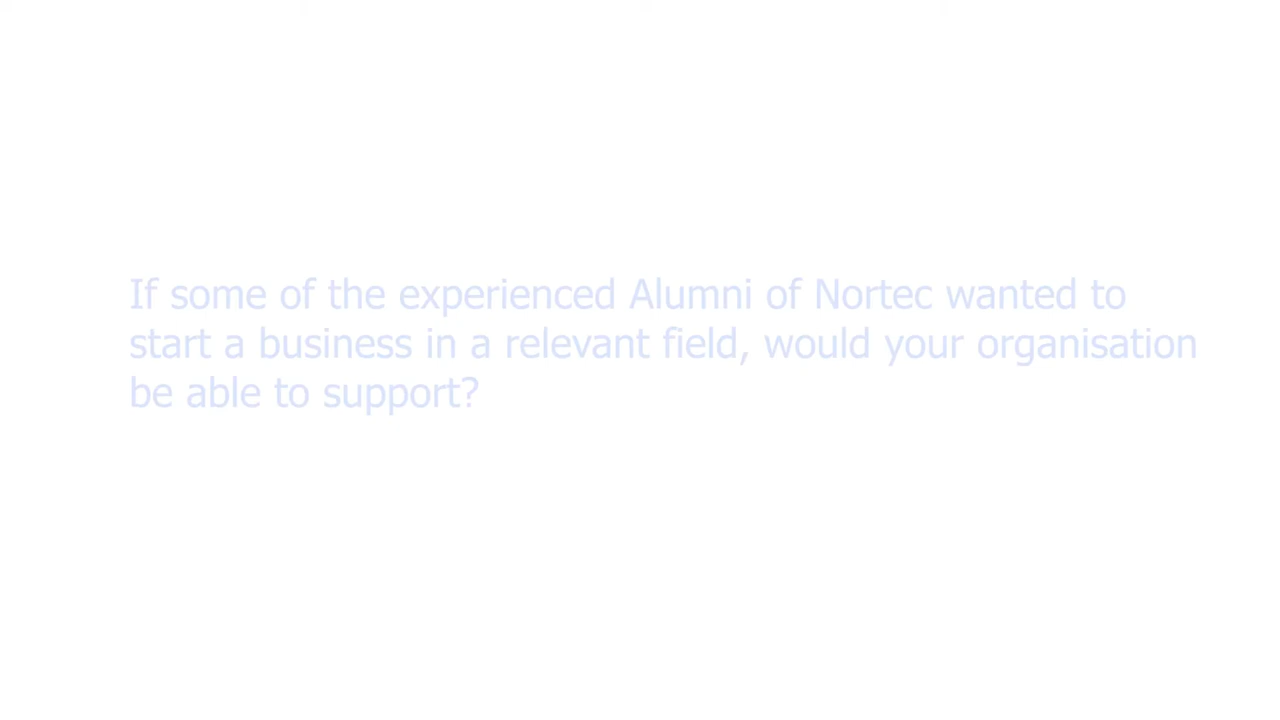 If some of the experienced Alumni of Nortec wanted to
start a business in a relevant field, would your organisation
be able to support?